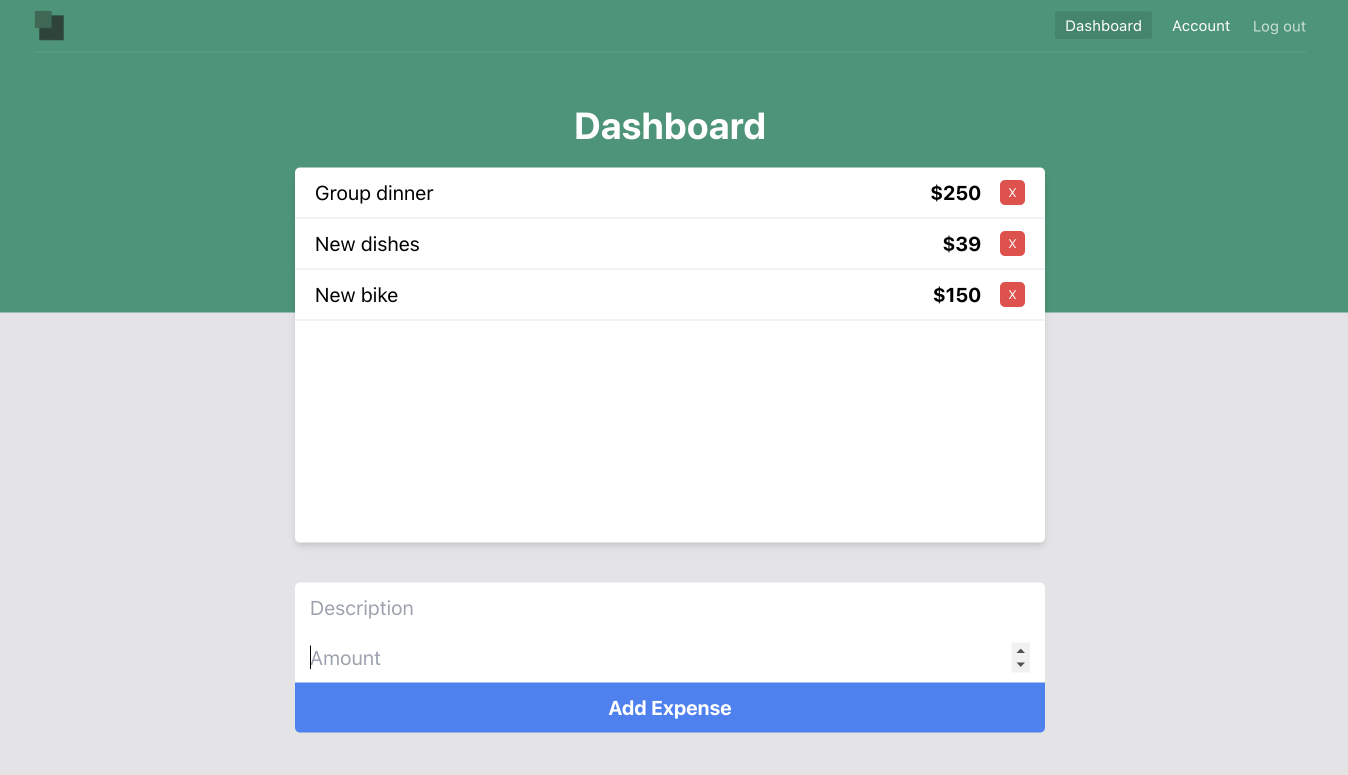 Dashboard Account Log out
Dashboard
Group dinner $250 X
New dishes $39 X
New bike $150 X
Description
Amount
Add Expense